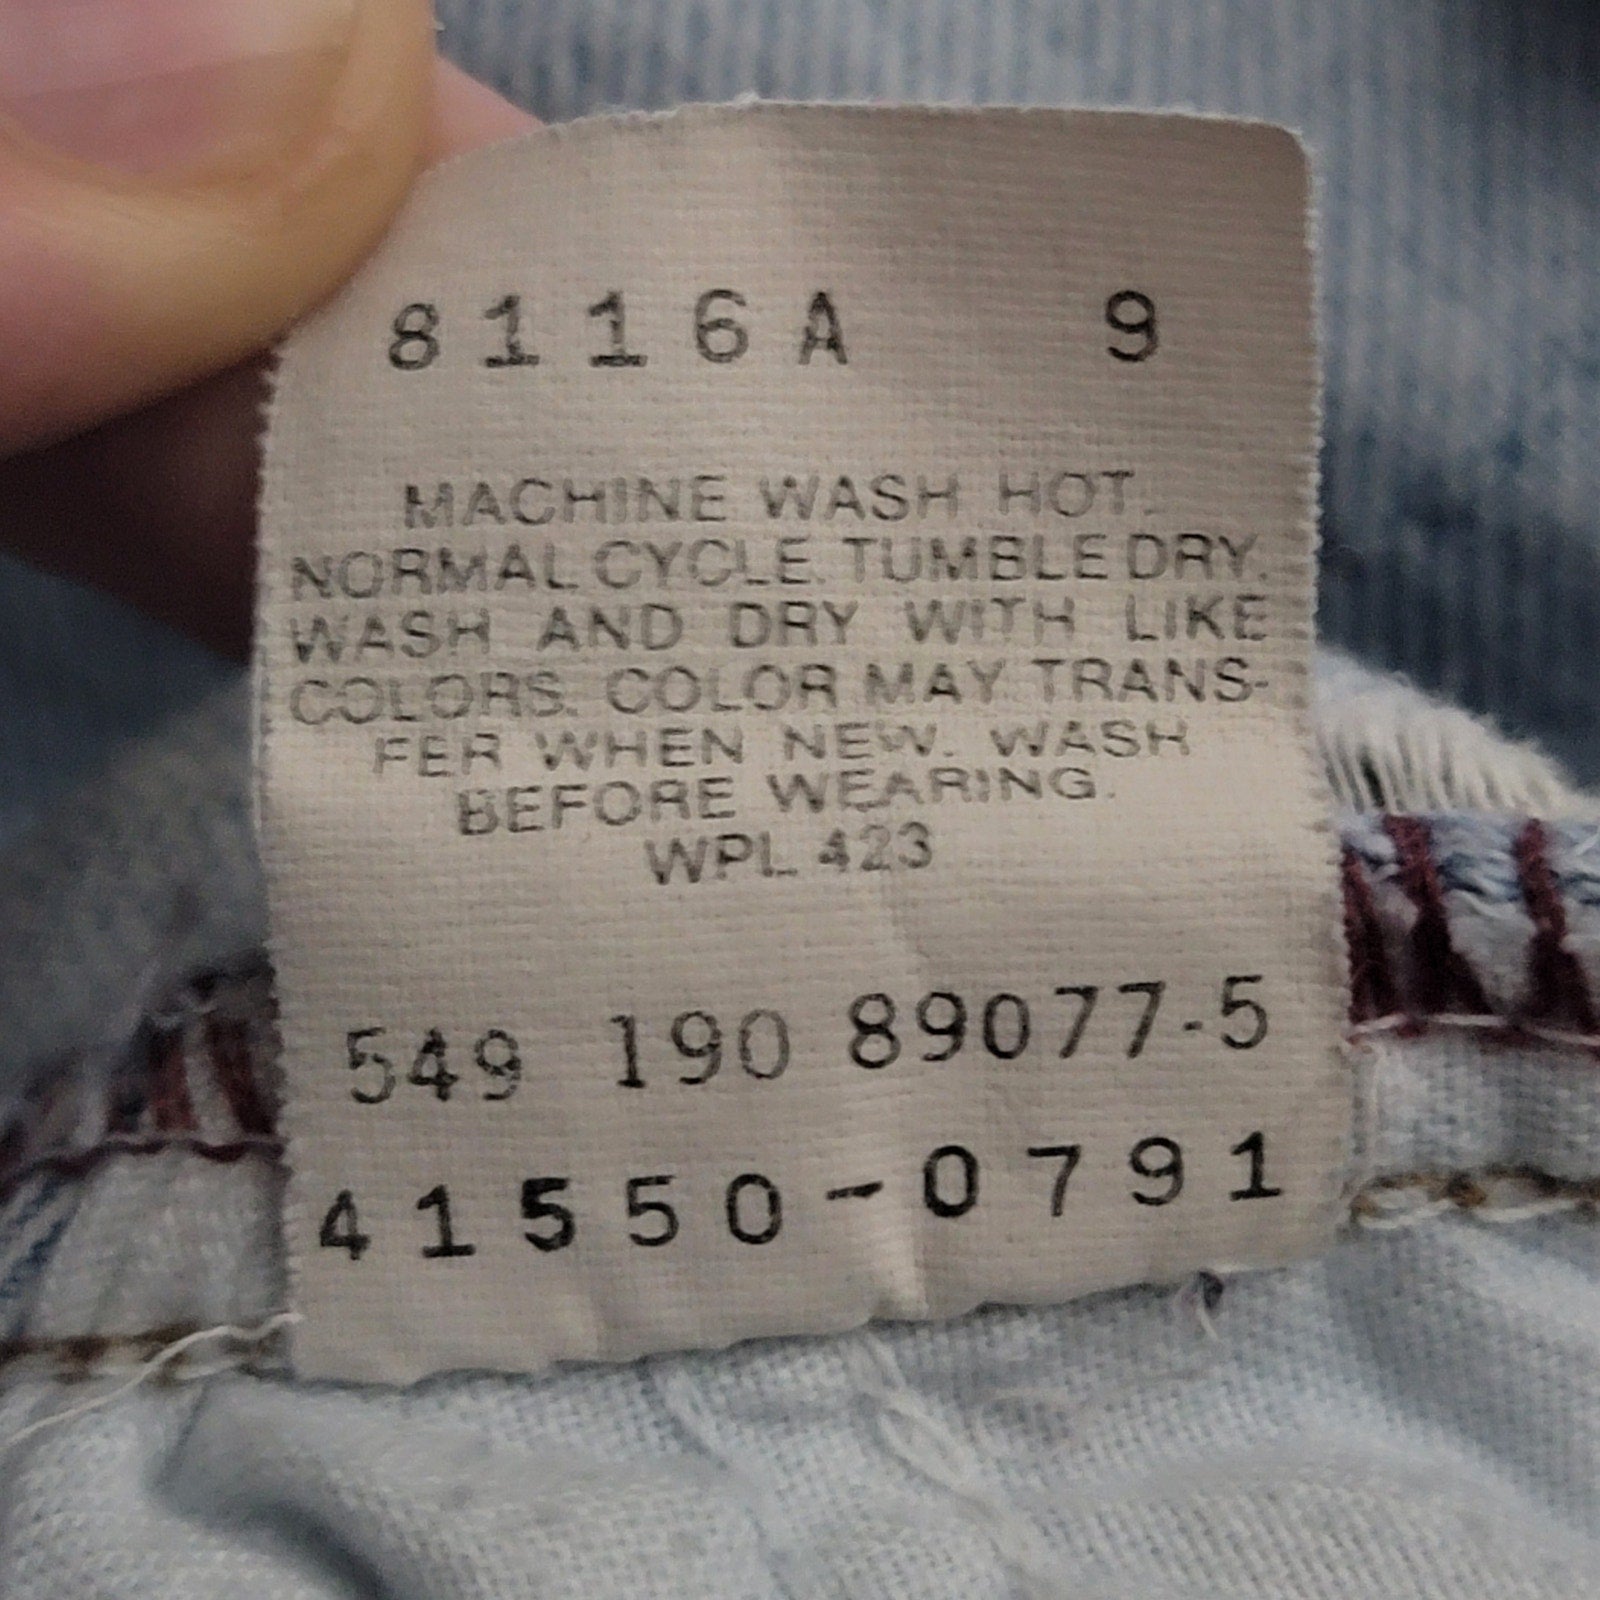 8116A 9
MACHINE WASH HOT.
NORMAL CYCLE. TUMBLE DRY.
WASH AND DRY WITH LIKE
COLORS. COLOR MAY TRANS-
FER WHEN NEW. WASH
BEFORE WEARING.
WPL 423
549 190 89077-5
41550-0791